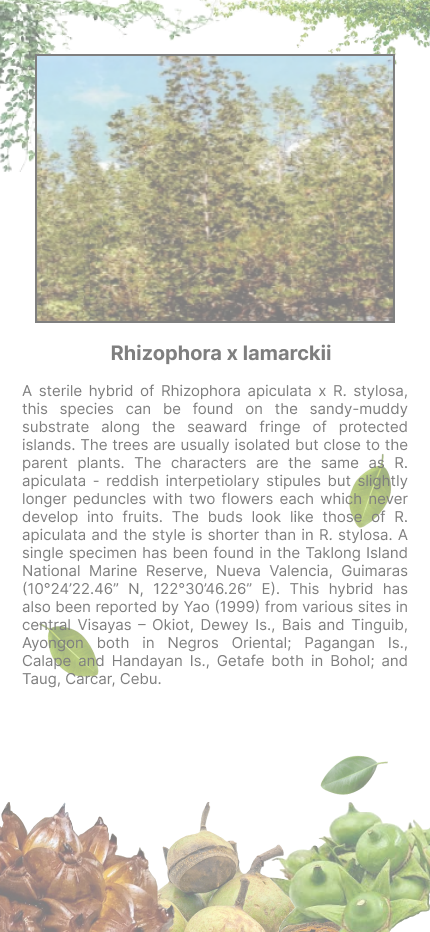 Rhizophora x lamarckii
A sterile hybrid of Rhizophora apiculata x R. stylosa,
this species can be found on the sandy-muddy
substrate along the seaward fringe of protected
islands. The trees are usually isolated but close to the
parent plants. The characters are the same as R.
apiculata - reddish interpetiolary stipules but slightly
longer peduncles with two flowers each which never
develop into fruits. The buds look like those of R.
apiculata and the style is shorter than in R. stylosa. A
single specimen has been found in the Taklong Island
National Marine Reserve, Nueva Valencia, Guimaras
(10°24’22.46” N, 122°30’46.26” E). This hybrid has
also been reported by Yao (1999) from various sites in
central Visayas – Okiot, Dewey Is., Bais and Tinguib,
Ayongon both in Negros Oriental; Pagangan Is.,
Calape and Handayan Is., Getafe both in Bohol; and
Taug, Carcar, Cebu.